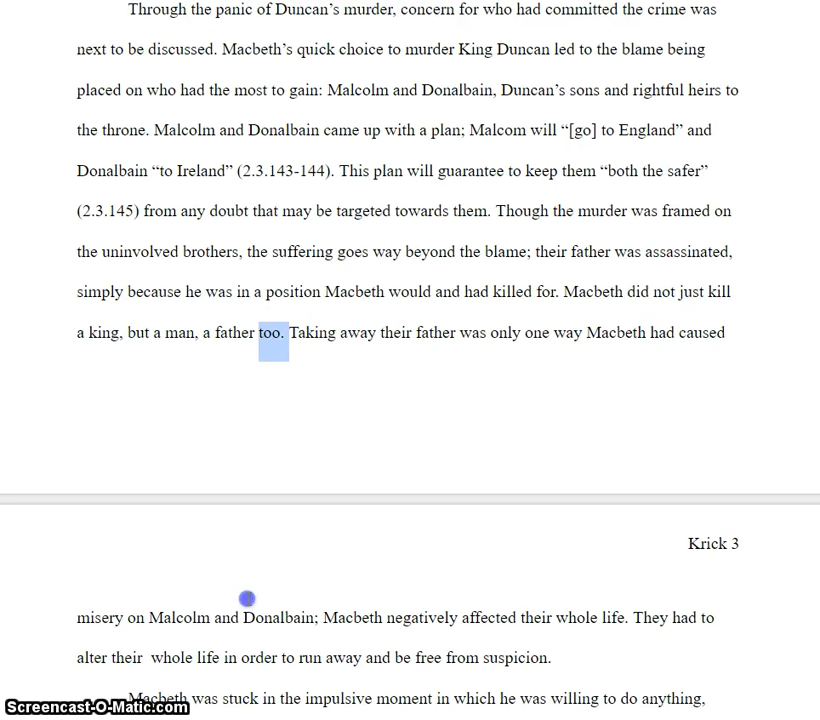 Through the panic of Duncan’s murder, concern for who had committed the crime was
next to be discussed. Macbeth’s quick choice to murder King Duncan led to the blame being
placed on who had the most to gain: Malcolm and Donalbain, Duncan’s sons and rightful heirs to
the throne. Malcolm and Donalbain came up with a plan; Malcom will “[go] to England” and
Donalbain “to Ireland” (2.3.143-144). This plan will guarantee to keep them “both the safer”
(2.3.145) from any doubt that may be targeted towards them. Though the murder was framed on
the uninvolved brothers, the suffering goes way beyond the blame; their father was assassinated,
simply because he was in a position Macbeth would and had killed for. Macbeth did not just kill
a king, but a man, a father too. Taking away their father was only one way Macbeth had caused
Krick 3
misery on Malcolm and Donalbain; Macbeth negatively affected their whole life. They had to
alter their  whole life in order to run away and be free from suspicion.
Macbeth was stuck in the impulsive moment in which he was willing to do anything,
Screencast-O-Matic.com